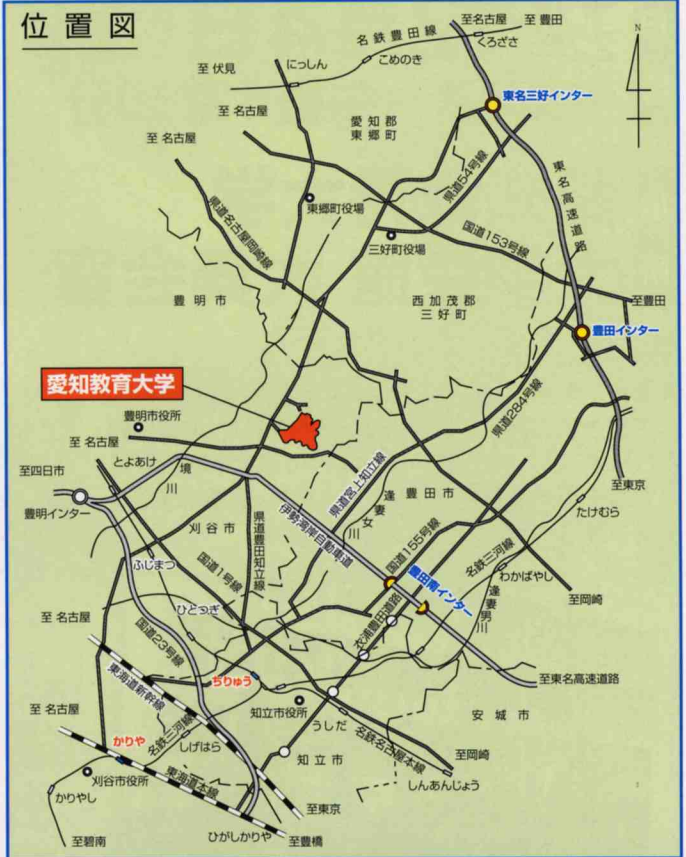 位置図
至名古屋
至 豊田
N
名鉄豊田線
くろざさ
こめのき
にっしん
至 伏見
東名三好インター
至 名古屋
愛知郡
東郷町
至 名古屋
県道54号線
東名高速道路
県道名古屋岡崎線
東郷町役場
三好町役場
国道153号線
豊明市
西加茂郡
三好町
至豊田
豊田インター
愛知教育大学
県道284号線
豊明市役所
至 名古屋
とよあけ
境川
至四日市
豊明インター
県道宮上知立線
逢妻女川
豊田市
至東京
たけむら
刈谷市
県道豊田知立線
伊勢湾岸自動車道
国道155号線
名鉄三河線
ふじまつ
国道1号線
わかばやし
豊田南インター
至岡崎
ひとつぎ
衣浦豊田道路
逢妻男川
至 名古屋
国道23号線
東海道新幹線
ちりゅう
至東名高速道路
至 名古屋
知立市役所
安城市
かりや
名鉄三河線
うしだ
しげはら
名鉄名古屋本線
至岡崎
知立市
刈谷市役所
東海道本線
しんあんじょう
かりやし
至東京
ひがしかりや
至豊橋
至碧南